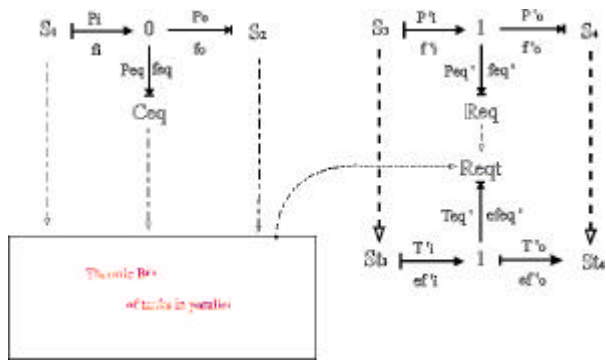 Pi Po P'i P'o
S₁ 0 S₂ S₃ 1 S₄
fi fo f'i f'o
Peq feq Peq' feq'
Ceq Req
Reqt
Teq' efeq'
T'i T'o
St₃ 1 St₄
ef'i ef'o
of tanks in parallel